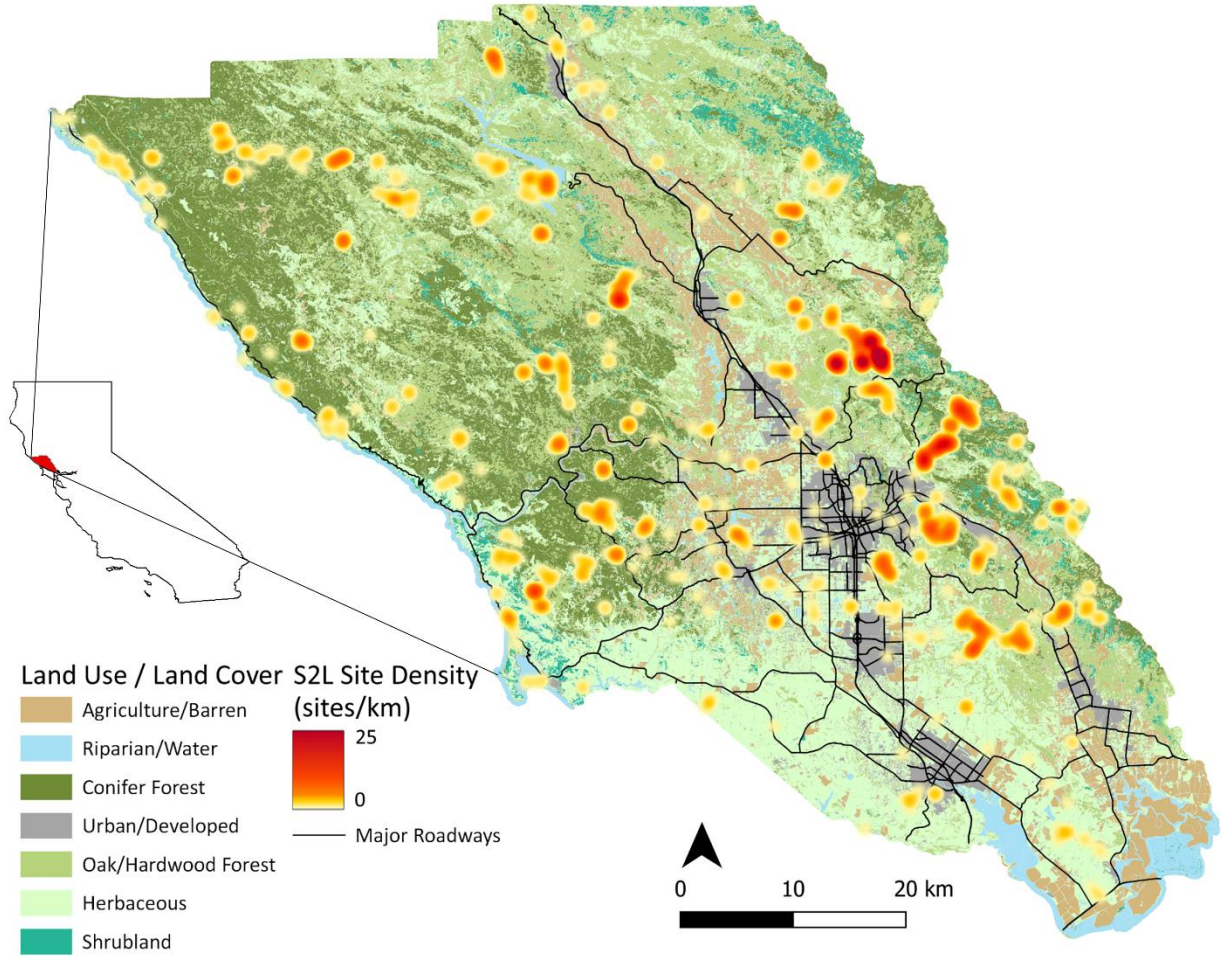 Land Use / Land Cover
Agriculture/Barren
Riparian/Water
Conifer Forest
Urban/Developed
Oak/Hardwood Forest
Herbaceous
Shrubland
S2L Site Density
(sites/km)
25
0
Major Roadways
0 10 20 km